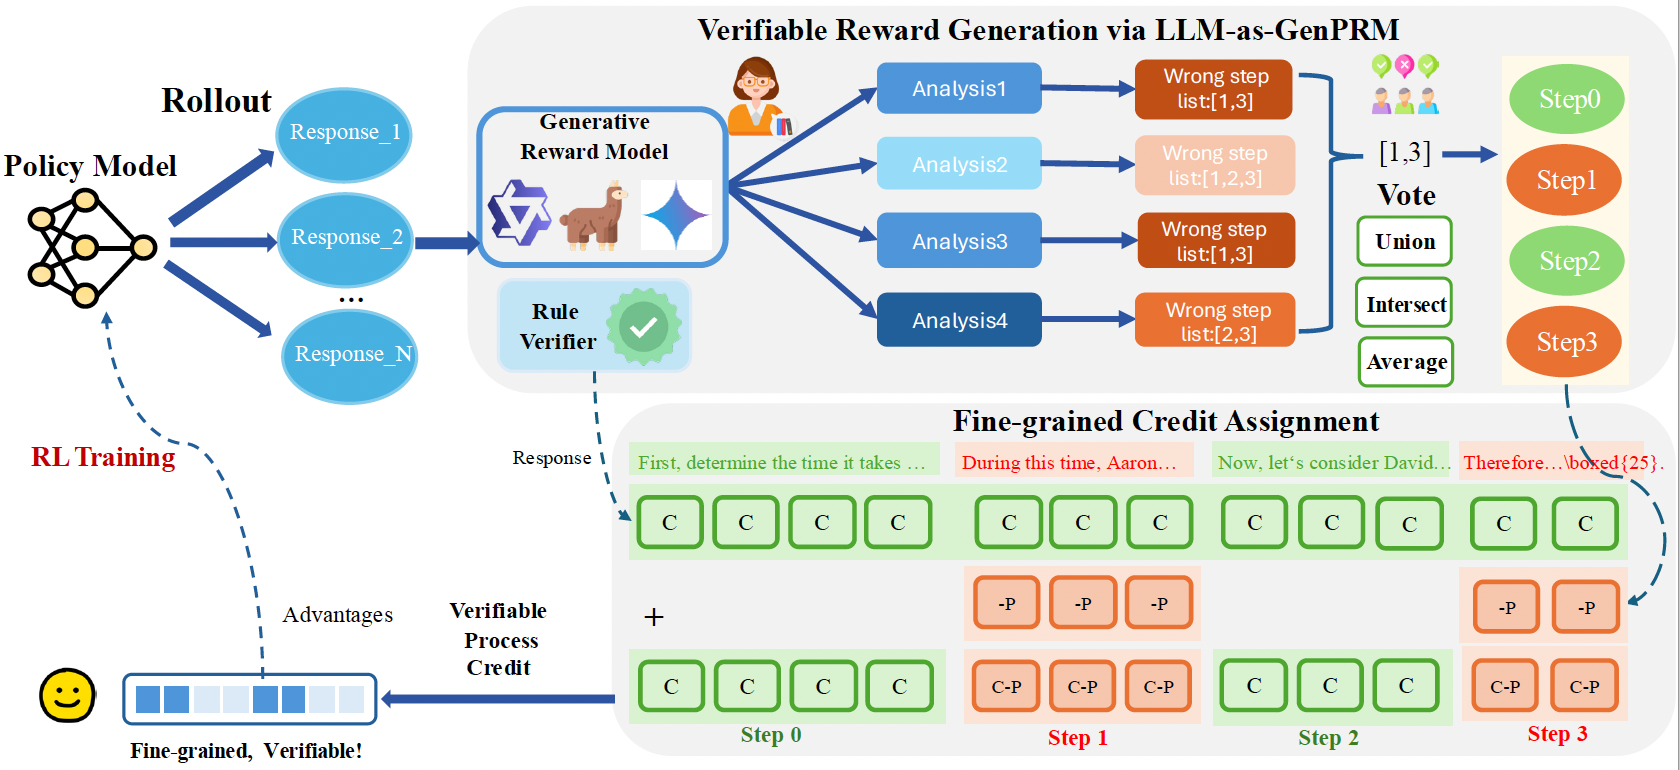 Verifiable Reward Generation via LLM-as-GenPRM
Rollout
Policy Model
Response_1
Response_2
...
Response_N
Generative
Reward Model
Rule
Verifier
Analysis1
Analysis2
Analysis3
Analysis4
Wrong step
list:[1,3]
Wrong step
list:[1,2,3]
Wrong step
list:[1,3]
Wrong step
list:[2,3]
[1,3]
Vote
Union
Intersect
Average
Step0
Step1
Step2
Step3
Fine-grained Credit Assignment
RL Training
Response
First, determine the time it takes …
During this time, Aaron…
Now, let‘s consider David…
Therefore…\boxed{25}.
C C C C C C C C C C C C
+
-P -P -P -P -P
C C C C C-P C-P C-P C C C C-P C-P
Step 0
Step 1
Step 2
Step 3
Advantages
Verifiable
Process
Credit
Fine-grained, Verifiable!